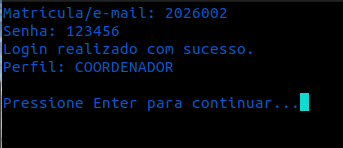 Matricula/e-mail: 2026002
Senha: 123456
Login realizado com sucesso.
Perfil: COORDENADOR
Pressione Enter para continuar...